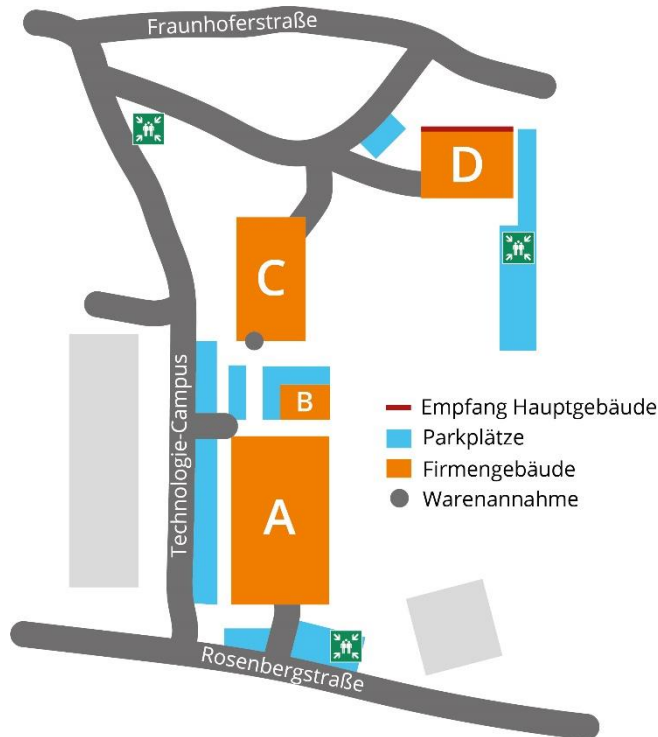 Fraunhoferstraße
D
C
B
A
Technologie-Campus
Empfang Hauptgebäude
Parkplätze
Firmengebäude
Warenannahme
Rosenbergstraße